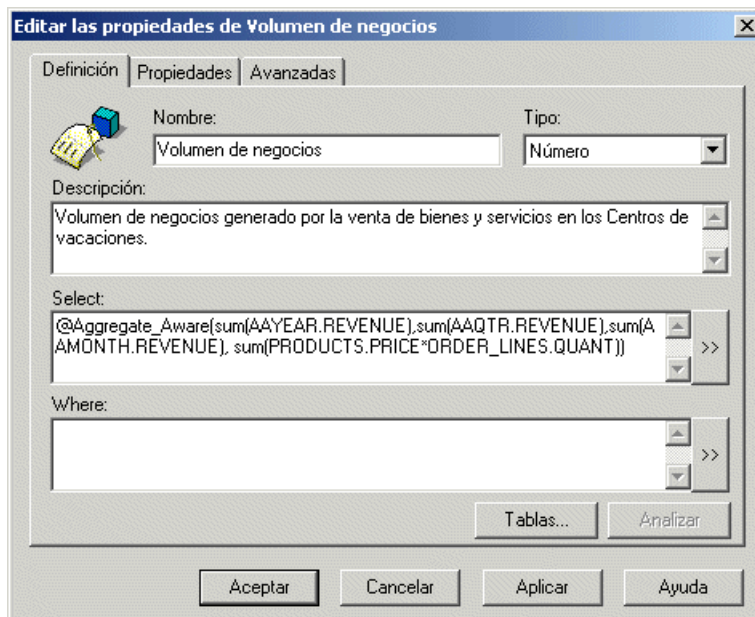 Editar las propiedades de Volumen de negocios
Definición Propiedades Avanzadas
Nombre: Tipo:
Volumen de negocios Número
Descripción:
Volumen de negocios generado por la venta de bienes y servicios en los Centros de
vacaciones.
Select:
@Aggregate_Aware(sum(AAYEAR.REVENUE),sum(AAQTR.REVENUE),sum(A
AMONTH.REVENUE), sum(PRODUCTS.PRICE*ORDER_LINES.QUANT))
>>
Where:
>>
Tablas... Analizar
Aceptar Cancelar Aplicar Ayuda